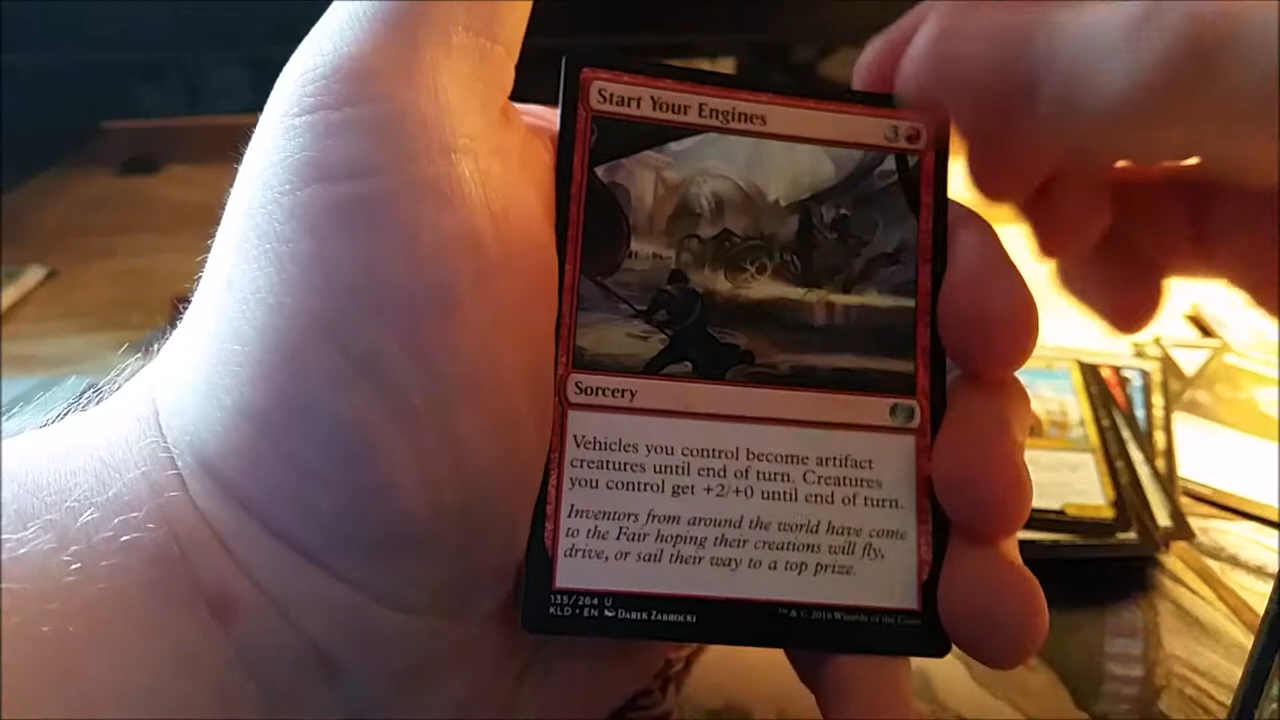 Start Your Engines 3
Sorcery
Vehicles you control become artifact
creatures until end of turn. Creatures
you control get +2/+0 until end of turn.
Inventors from around the world have come
to the Fair hoping their creations will fly,
drive, or sail their way to a top prize.
135/264 U
KLD • EN DAREK ZABROCKI
™ & © 2016 Wizards of the Coast